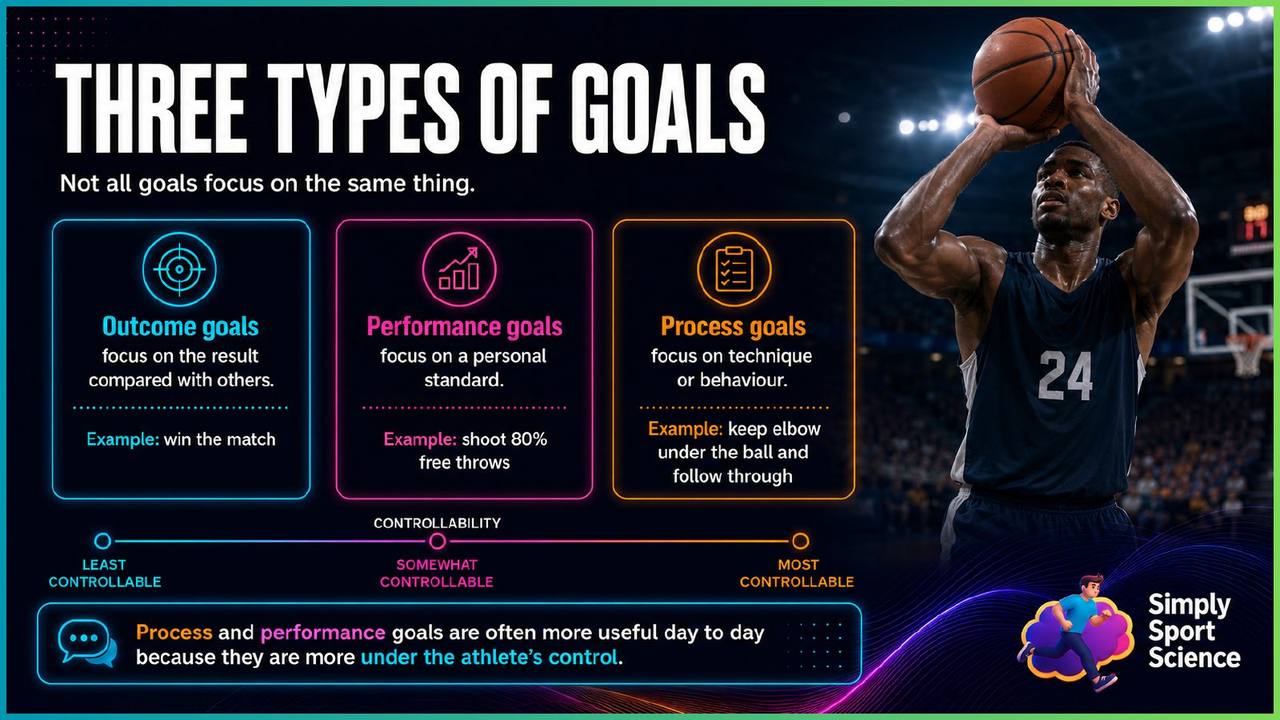 THREE TYPES OF GOALS
Not all goals focus on the same thing.
Outcome goals
focus on the result
compared with others.
Example: win the match
Performance goals
focus on a personal
standard.
Example: shoot 80%
free throws
Process goals
focus on technique
or behaviour.
Example: keep elbow
under the ball and
follow through
CONTROLLABILITY
LEAST
CONTROLLABLE
SOMEWHAT
CONTROLLABLE
MOST
CONTROLLABLE
Process and performance goals are often more useful day to day
because they are more under the athlete's control.
24
Simply
Sport
Science